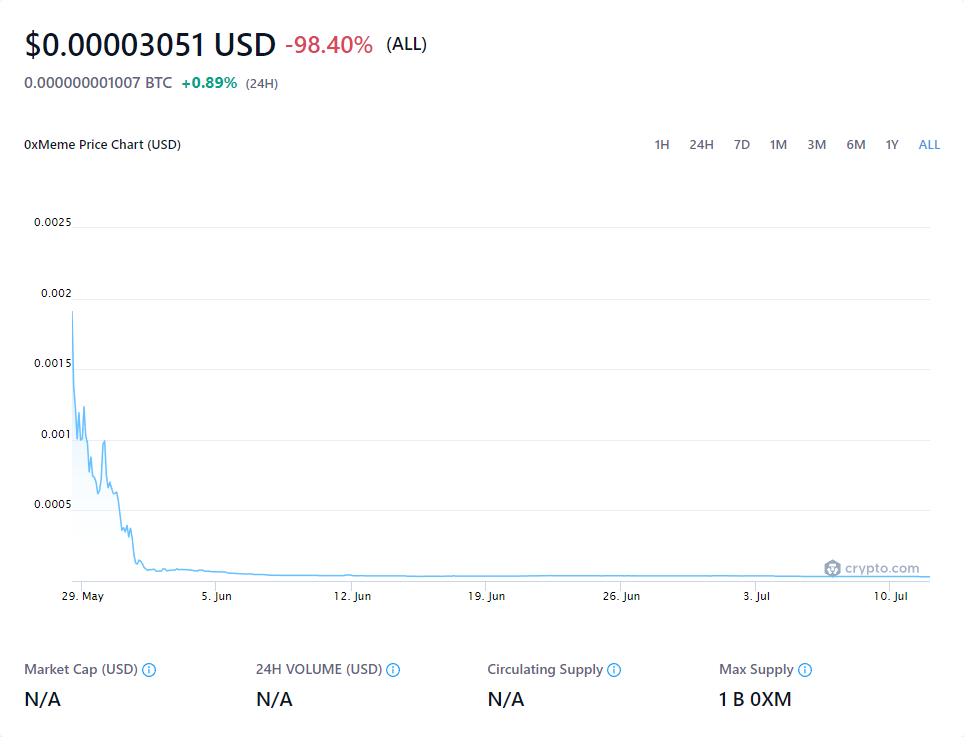 $0.00003051 USD -98.40% (ALL)
0.000000001007 BTC +0.89% (24H)
0xMeme Price Chart (USD) 1H 24H 7D 1M 3M 6M 1Y ALL
0.0025
0.002
0.0015
0.001
0.0005
crypto.com
29. May 5. Jun 12. Jun 19. Jun 26. Jun 3. Jul 10. Jul
Market Cap (USD) 24H VOLUME (USD) Circulating Supply Max Supply
N/A N/A N/A 1 B 0XM